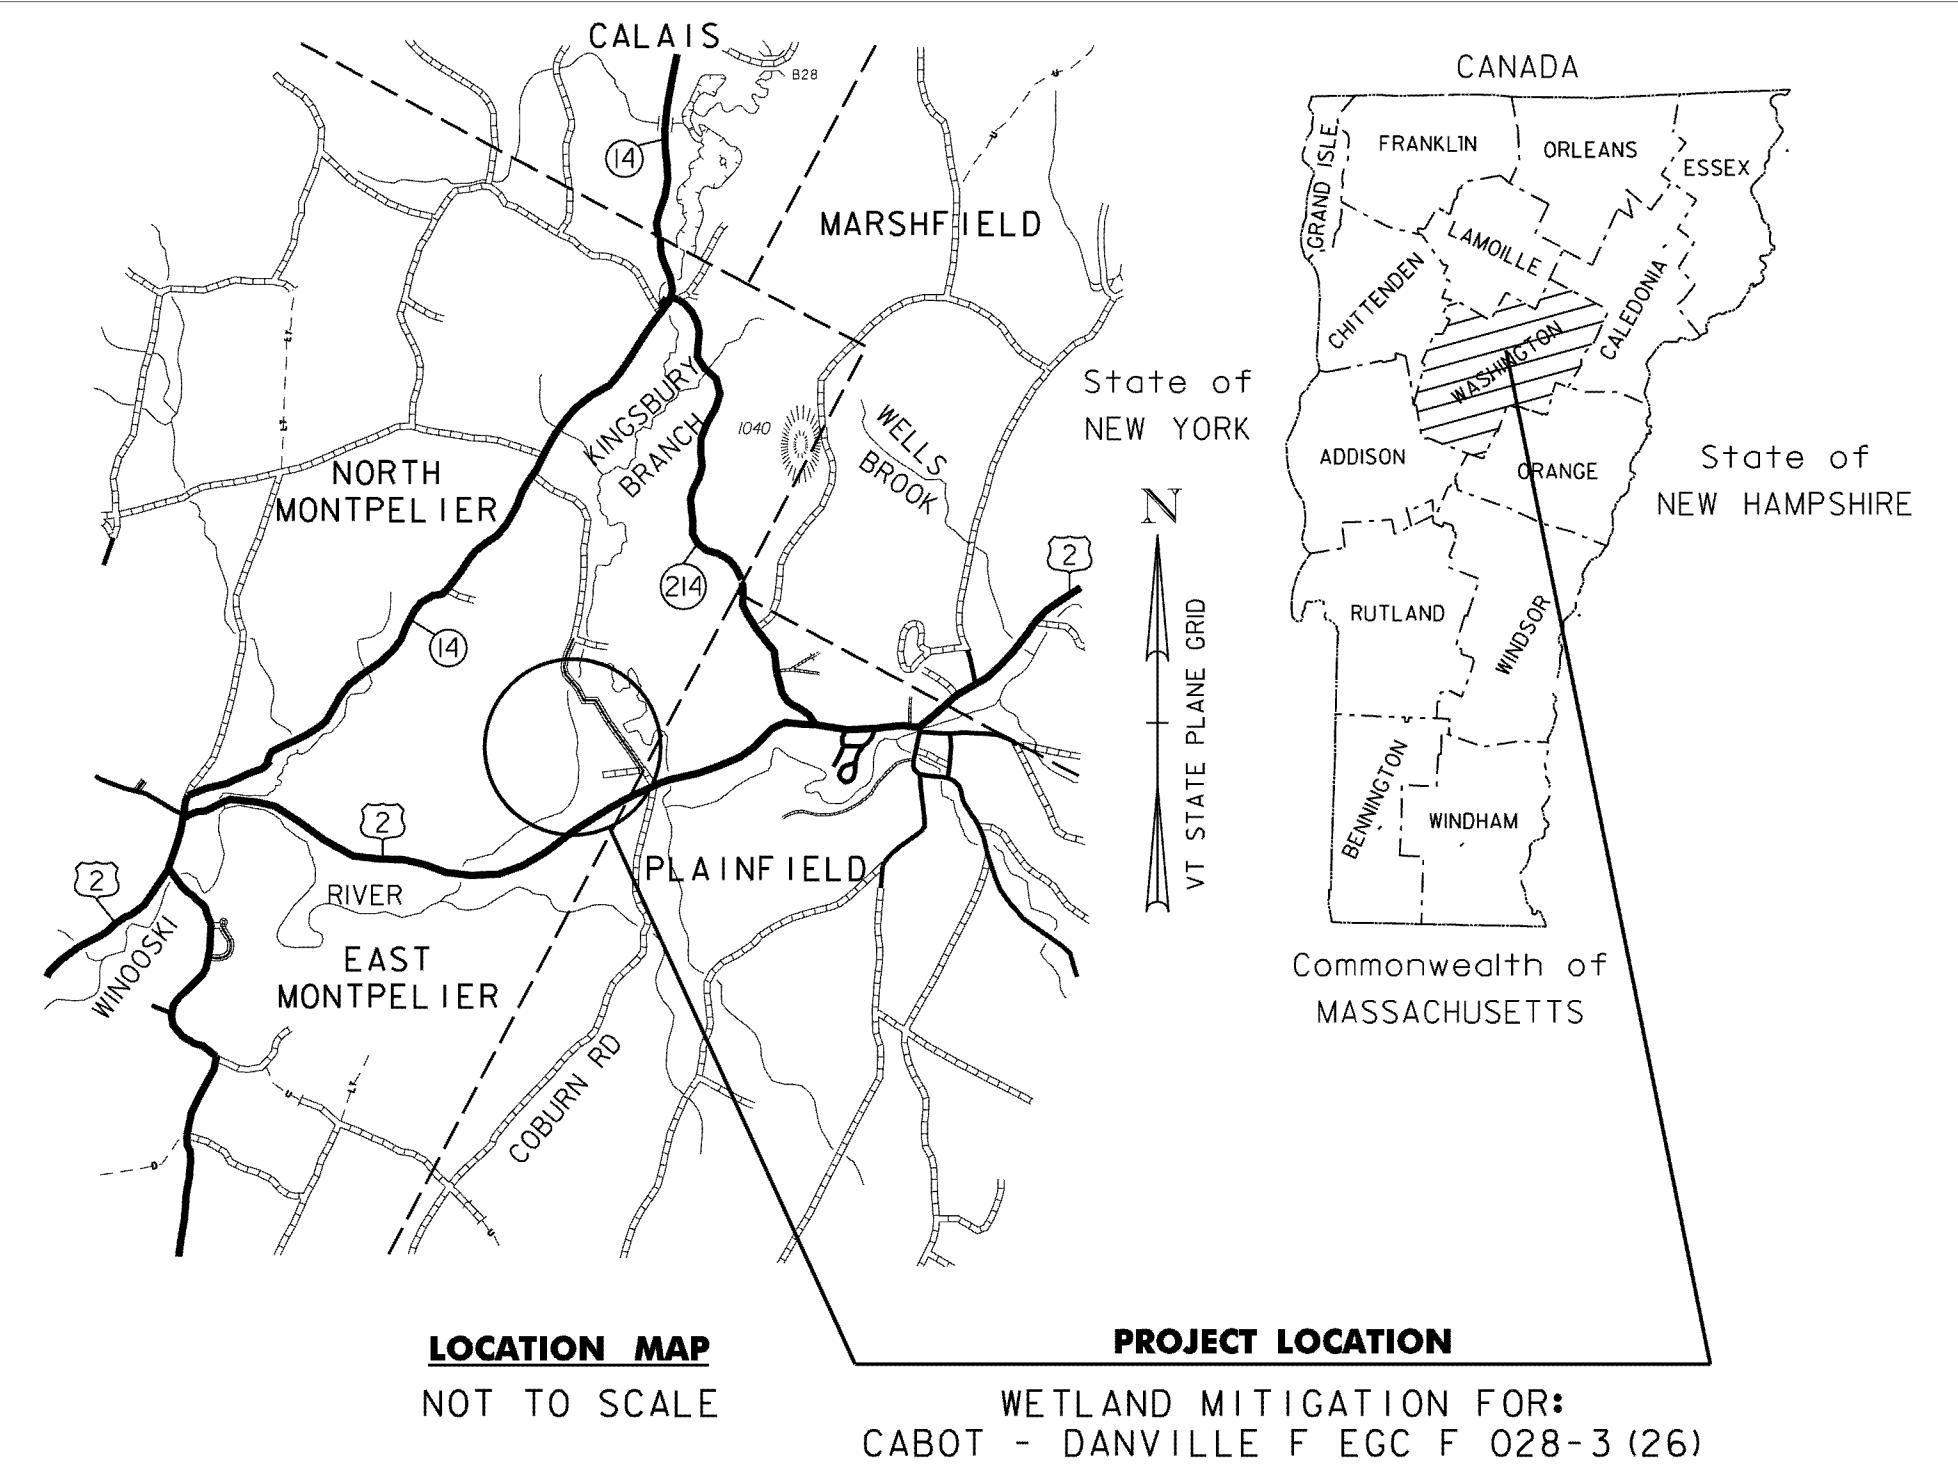 CALAIS
B28
14
MARSHFIELD
KINGSBURY
BRANCH
1040
WELLS
BROOK
NORTH
MONTPELIER
214
2
14
2
PLAINFIELD
2
RIVER
WINOOSKI
EAST
MONTPELIER
COBURN RD
N
VT STATE PLANE GRID
CANADA
GRAND ISLE
FRANKLIN
ORLEANS
ESSEX
LAMOILLE
CHITTENDEN
CALEDONIA
WASHINGTON
State of
NEW YORK
ADDISON
ORANGE
State of
NEW HAMPSHIRE
RUTLAND
WINDSOR
BENNINGTON
WINDHAM
Commonwealth of
MASSACHUSETTS
LOCATION MAP
NOT TO SCALE
PROJECT LOCATION
WETLAND MITIGATION FOR:
CABOT - DANVILLE F EGC F 028-3 (26)